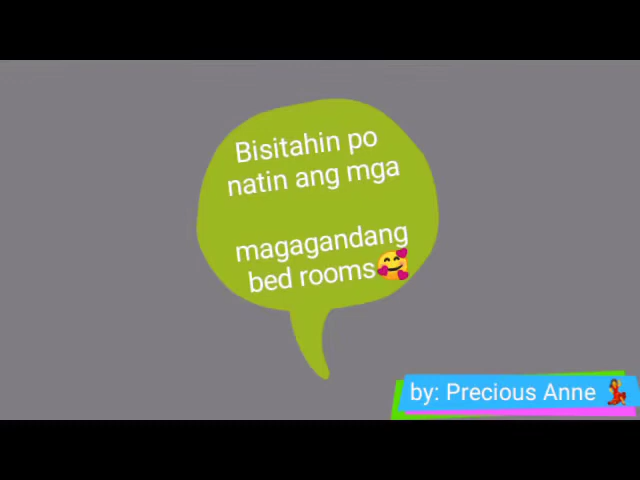 Bisitahin po
natin ang mga
magagandang
bed rooms🥰
by: Precious Anne 💃